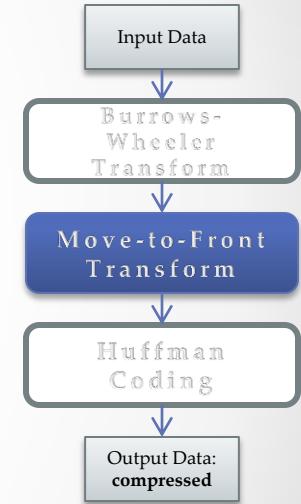 Input Data
Burrows-
Wheeler
Transform
Move-to-Front
Transform
Huffman
Coding
Output Data:
compressed